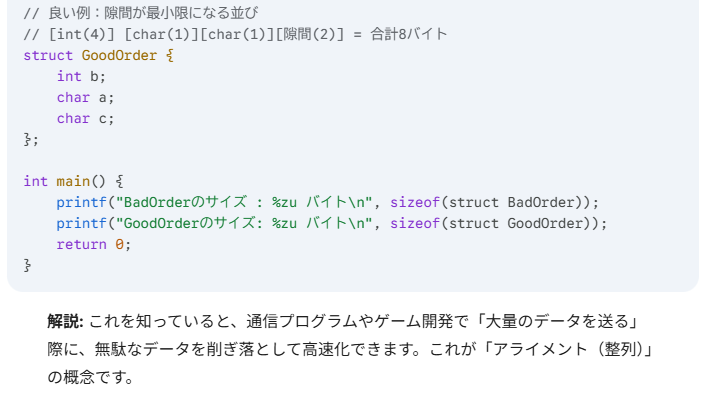 // 良い例：隙間が最小限になる並び
// [int(4)] [char(1)][char(1)][隙間(2)] = 合計8バイト
struct GoodOrder {
    int b;
    char a;
    char c;
};
int main() {
    printf("BadOrderのサイズ : %zu バイト\n", sizeof(struct BadOrder));
    printf("GoodOrderのサイズ: %zu バイト\n", sizeof(struct GoodOrder));
    return 0;
}
解説: これを知っていると、通信プログラムやゲーム開発で「大量のデータを送る」
際に、無駄なデータを削ぎ落として高速化できます。これが「アライメント（整列）」
の概念です。